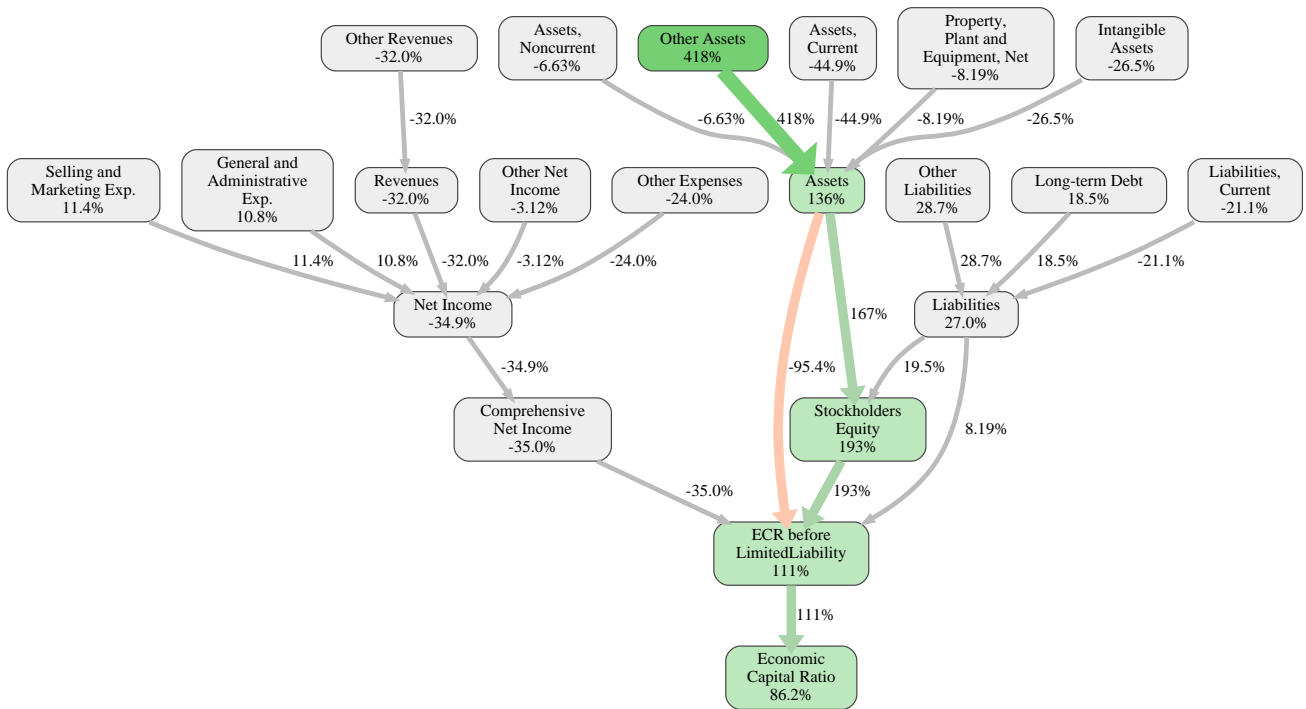 Other Revenues
-32.0%
Assets,
Noncurrent
-6.63%
Other Assets
418%
Assets,
Current
-44.9%
Property,
Plant and
Equipment, Net
-8.19%
Intangible
Assets
-26.5%
-32.0%
-6.63%
418%
-44.9%
-8.19%
-26.5%
Selling and
Marketing Exp.
11.4%
General and
Administrative
Exp.
10.8%
Revenues
-32.0%
Other Net
Income
-3.12%
Other Expenses
-24.0%
Assets
136%
Other
Liabilities
28.7%
Long-term Debt
18.5%
Liabilities,
Current
-21.1%
11.4%
10.8%
-32.0%
-3.12%
-24.0%
28.7%
18.5%
-21.1%
Net Income
-34.9%
167%
Liabilities
27.0%
-34.9%
-95.4%
19.5%
Comprehensive
Net Income
-35.0%
Stockholders
Equity
193%
8.19%
-35.0%
193%
ECR before
LimitedLiability
111%
111%
Economic
Capital Ratio
86.2%